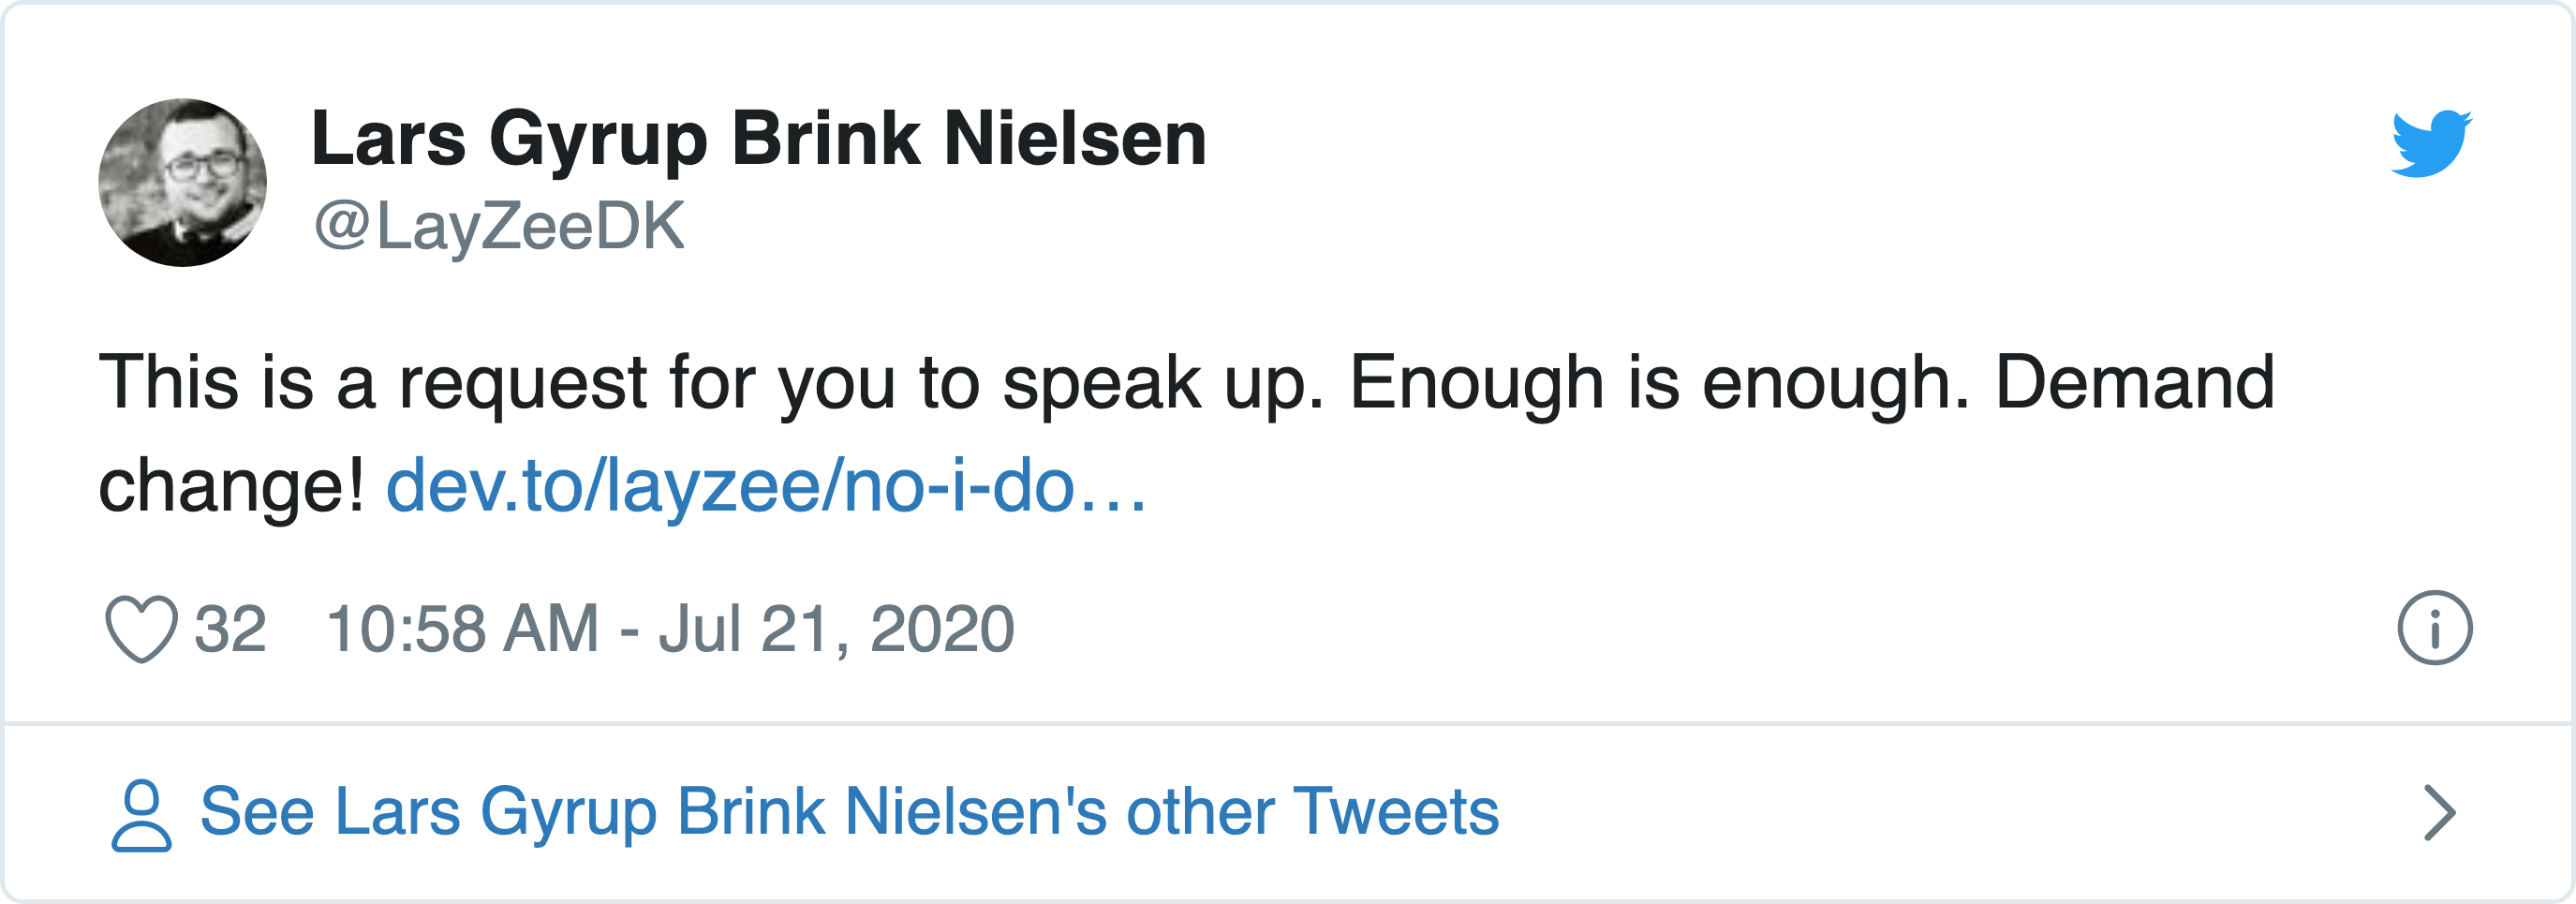 Lars Gyrup Brink Nielsen
@LayZeeDK
This is a request for you to speak up. Enough is enough. Demand
change! dev.to/layzee/no-i-do…
32 10:58 AM - Jul 21, 2020
See Lars Gyrup Brink Nielsen's other Tweets